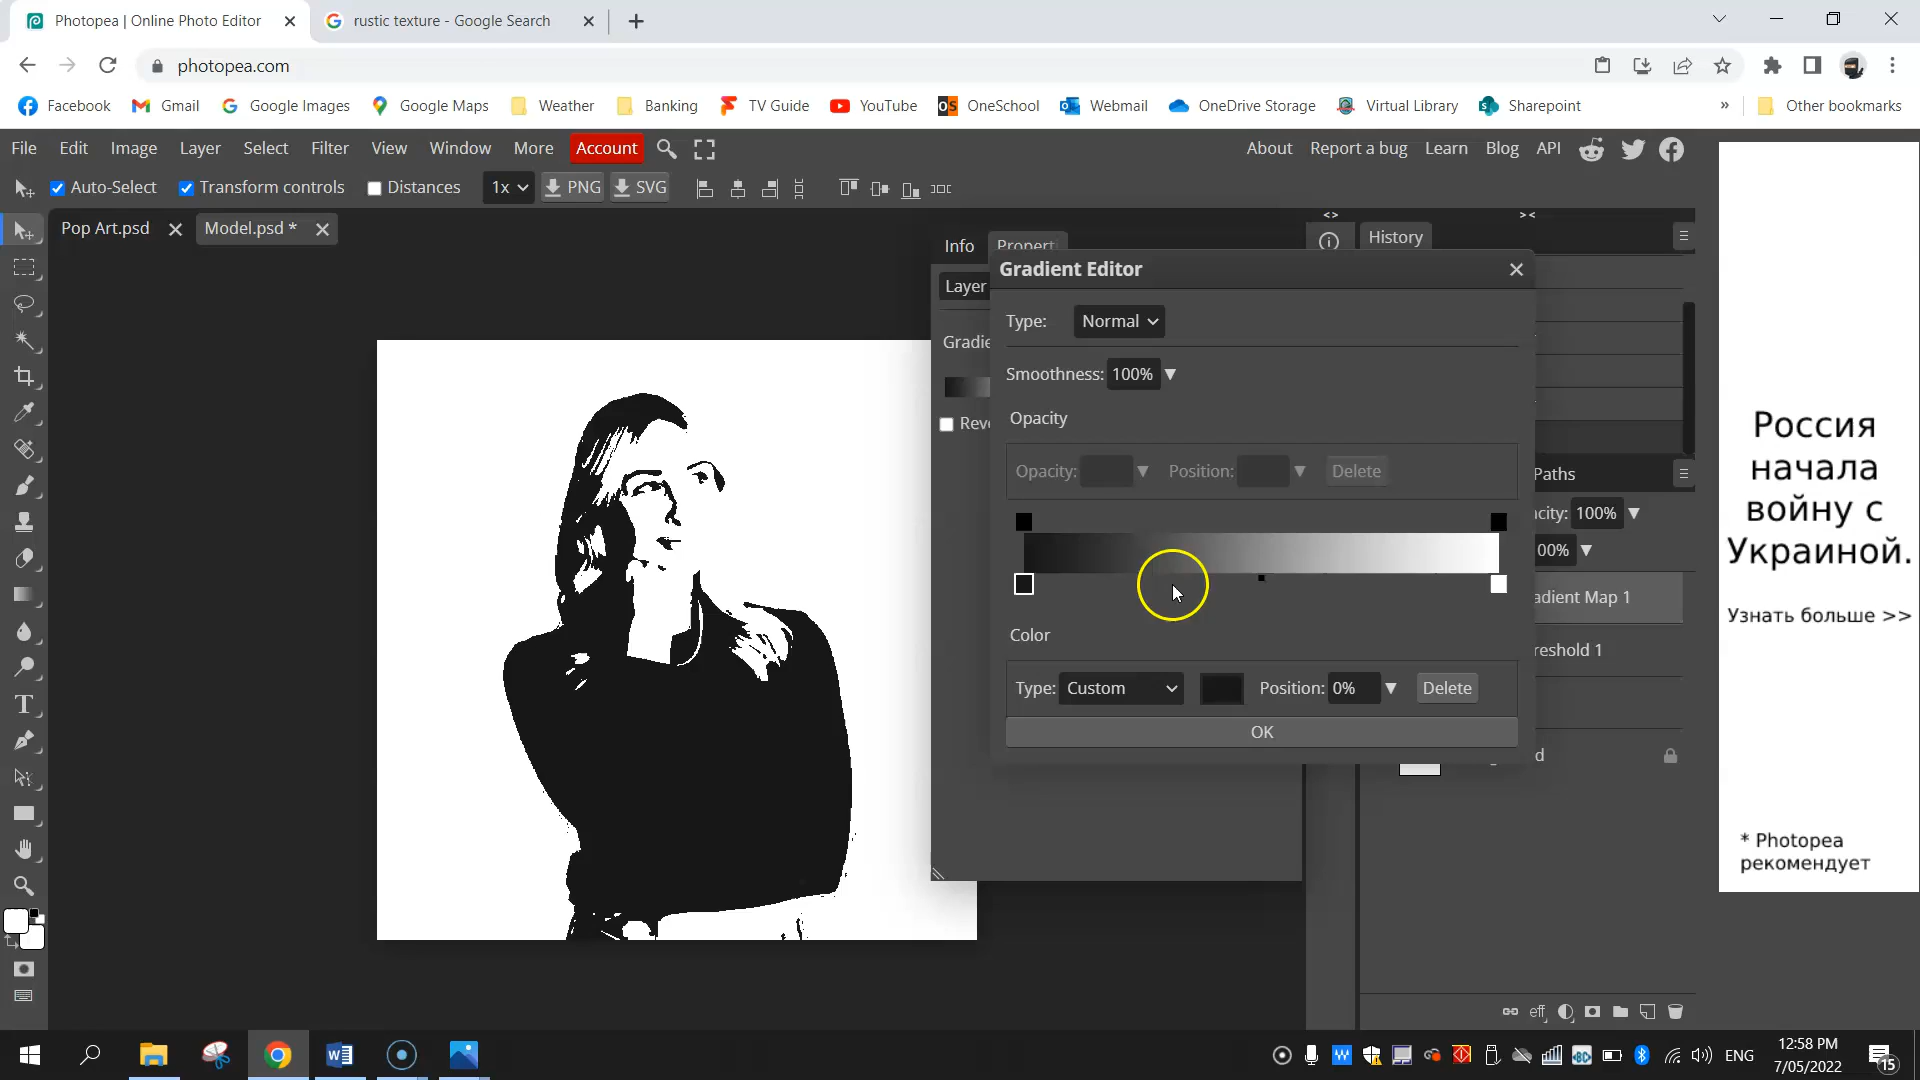 Photopea | Online Photo Editor
rustic texture - Google Search
photopea.com
Facebook Gmail Google Images Google Maps Weather Banking TV Guide YouTube OneSchool Webmail OneDrive Storage Virtual Library Sharepoint » Other bookmarks
File Edit Image Layer Select Filter View Window More Account
About Report a bug Learn Blog API
Auto-Select Transform controls Distances 1x PNG SVG
Pop Art.psd Model.psd *
Info Properti
History
Layer
Gradie
Reve
Gradient Editor
Type: Normal
Smoothness: 100%
Opacity
Opacity: Position: Delete
Color
Type: Custom Position: 0% Delete
OK
Paths
acity: 100%
00%
adient Map 1
reshold 1
d
eff
Россия
начала
войну с
Украиной.
Узнать больше >>
* Photopea
рекомендует
ENG
12:58 PM
7/05/2022
15